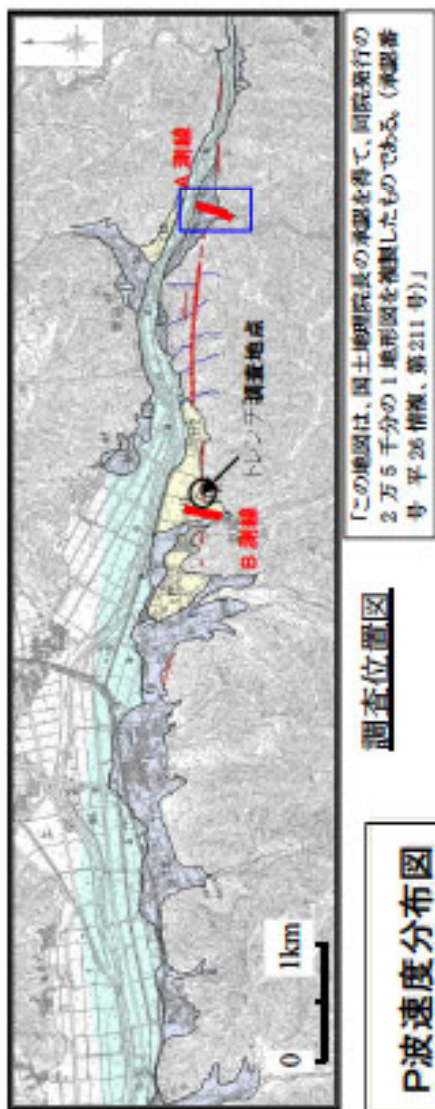 A 測線
トレンチ調査地点
B 測線
0 1km
「この地図は、国土地理院長の承認を得て、同院発行の
2 万 5 千分の 1 地形図を複製したものである。（承認番
号 平 26 情複、第 211 号）」
調査位置図
P波速度分布図